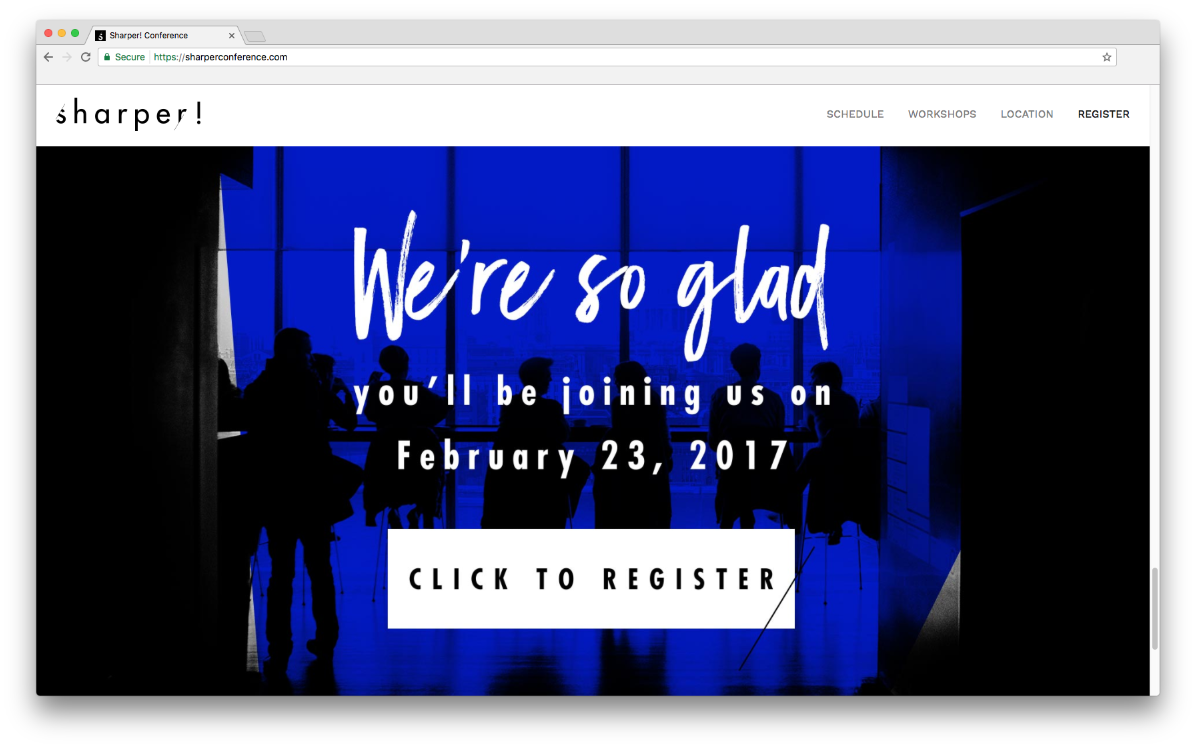 Sharper! Conference
Secure https://sharperconference.com
sharper!
SCHEDULE WORKSHOPS LOCATION REGISTER
We're so glad
you'll be joining us on
February 23, 2017
CLICK TO REGISTER